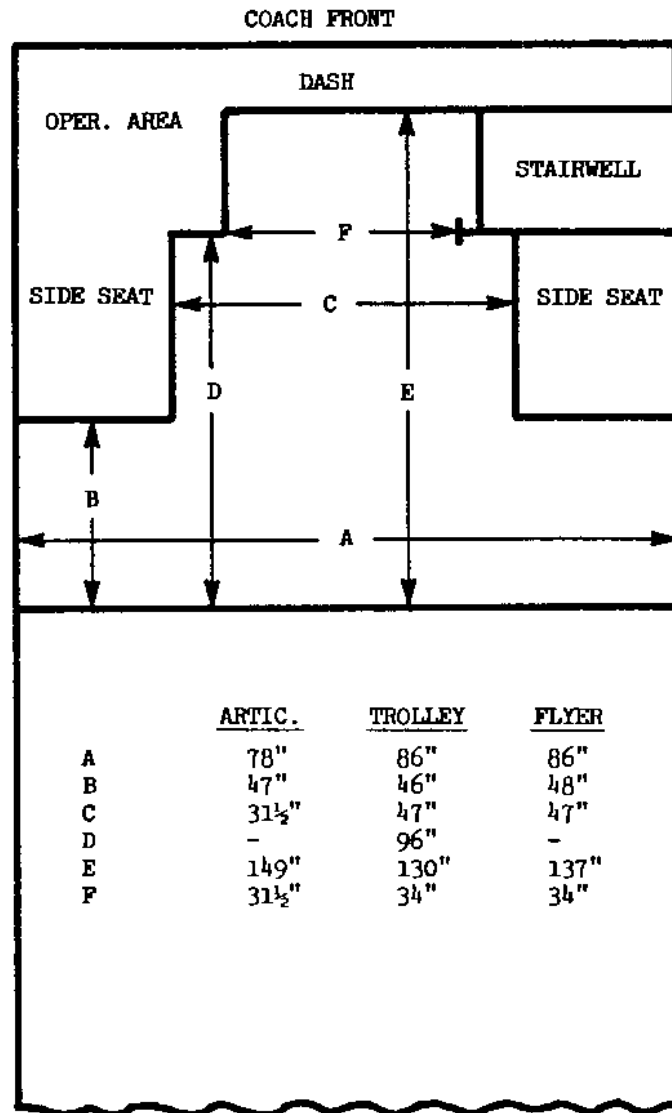 COACH FRONT
DASH
OPER. AREA
STAIRWELL
F
SIDE SEAT
C
SIDE SEAT
D
E
B
A
ARTIC. TROLLEY FLYER
A 78" 86" 86"
B 47" 46" 48"
C 31½" 47" 47"
D - 96" -
E 149" 130" 137"
F 31½" 34" 34"